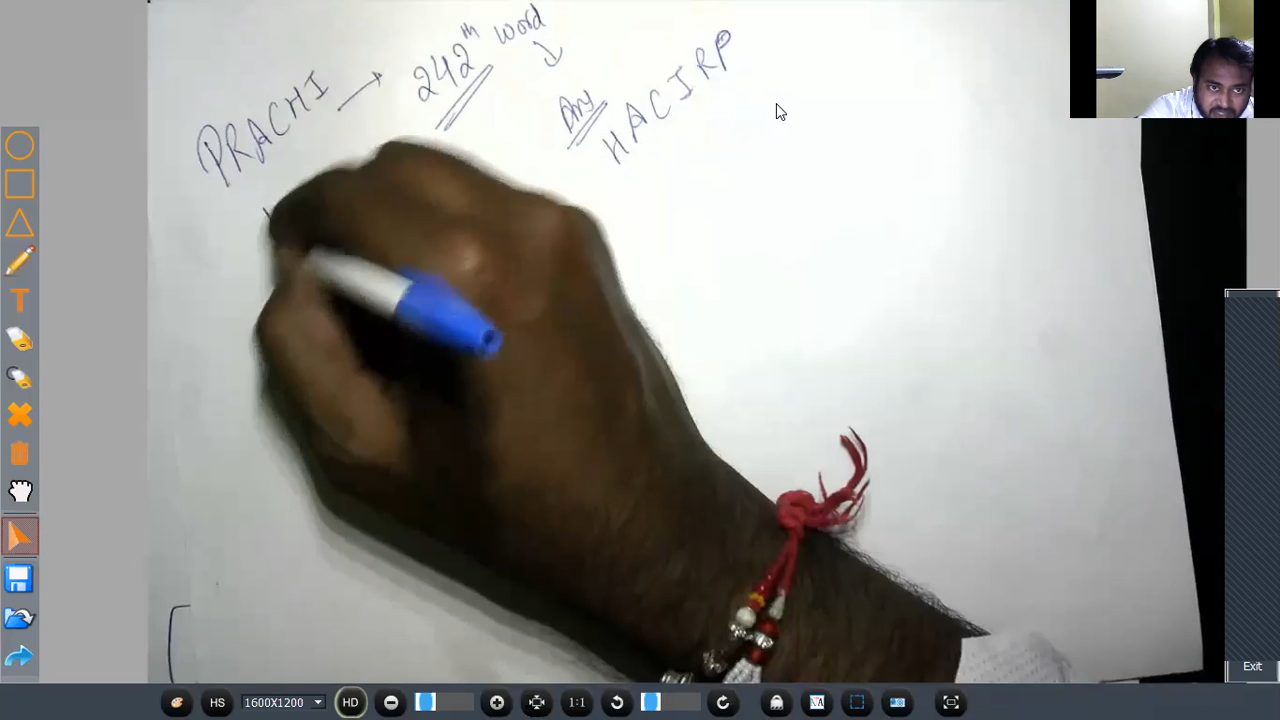 PRACHI → 242th word
Ans HACIRP
T
HS
1600X1200
HD
1:1
Exit